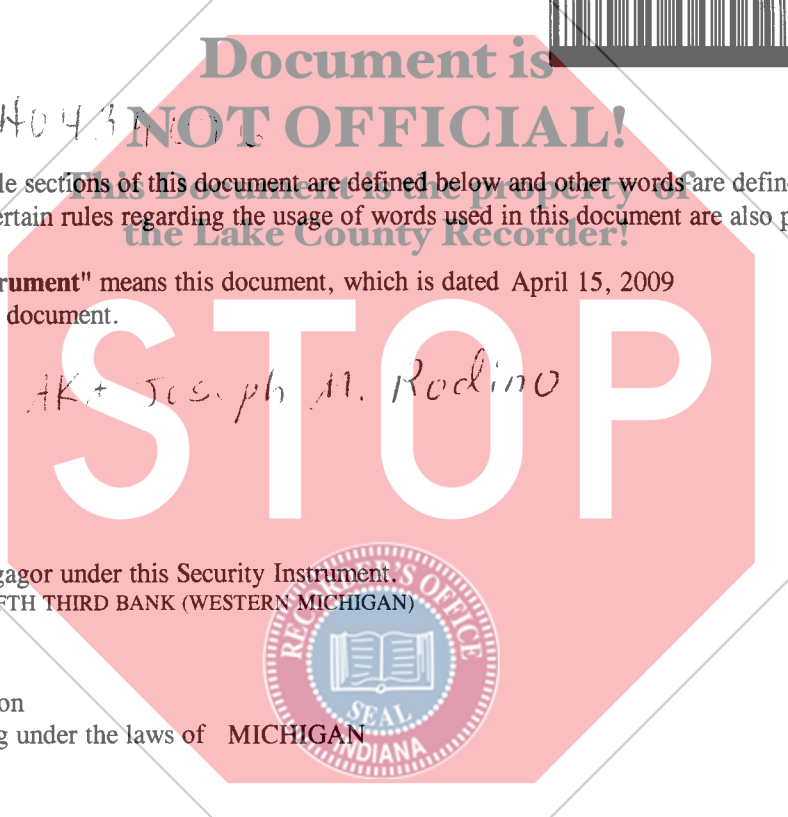 Document is
NOT OFFICIAL!
H0434
le sections of this document are defined below and other words are defin
This Document is the property of
ertain rules regarding the usage of words used in this document are also p
the Lake County Recorder!
rument" means this document, which is dated April 15, 2009
document.
AKA Joseph M. Rodino
STOP
gagor under this Security Instrument.
FTH THIRD BANK (WESTERN MICHIGAN)
RECORDER'S OFFICE
SEAL
INDIANA
on
g under the laws of MICHIGAN